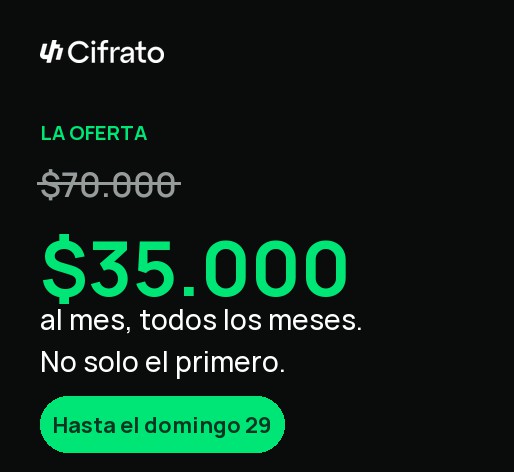 Cifrato
LA OFERTA
$70.000
$35.000
al mes, todos los meses.
No solo el primero.
Hasta el domingo 29